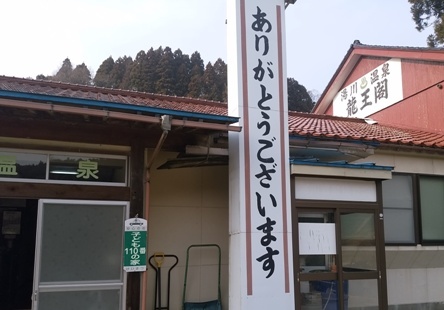 ありがとうございます
湯川♨温泉
龍王閣
温泉
子ども
110番
の家